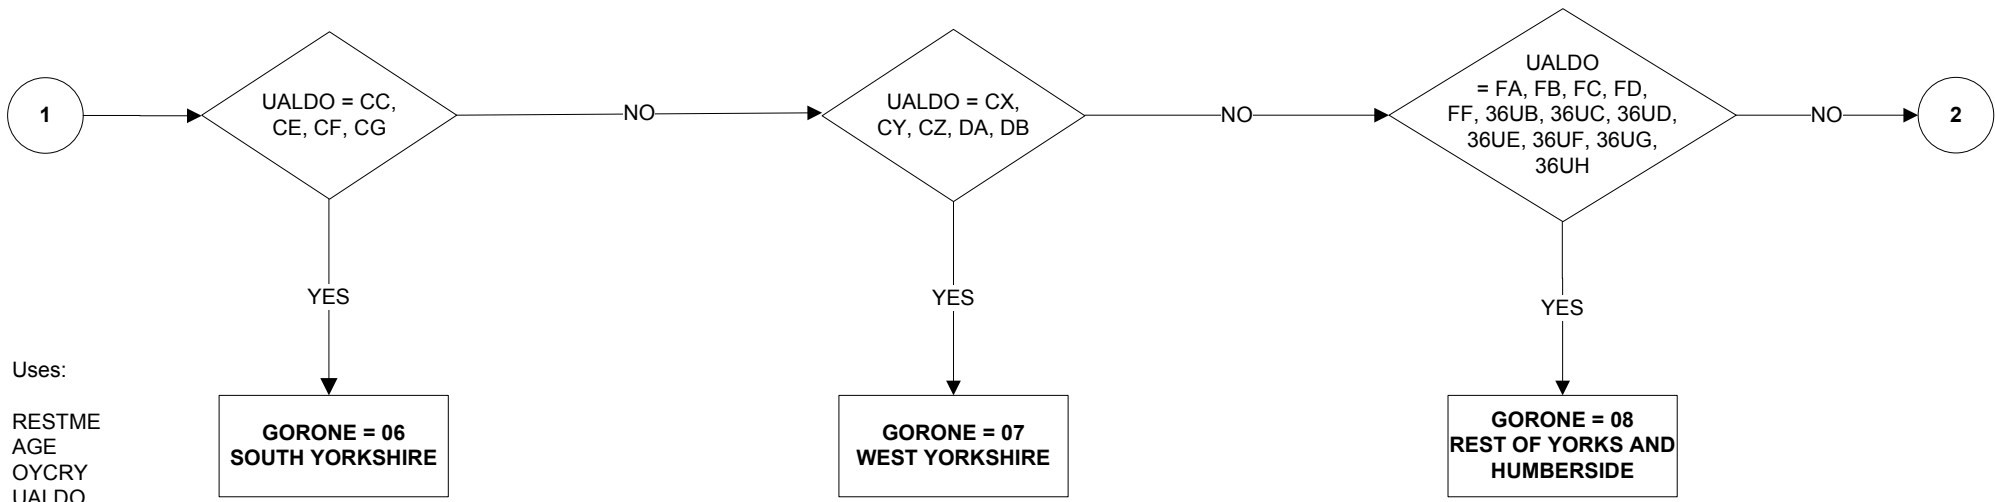 1
UALDO = CC,
CE, CF, CG
NO
UALDO = CX,
CY, CZ, DA, DB
NO
UALDO
= FA, FB, FC, FD,
FF, 36UB, 36UC, 36UD,
36UE, 36UF, 36UG,
36UH
NO
2
YES
YES
YES
Uses:
RESTME
AGE
OYCRY
UALDO
GORONE = 06
SOUTH YORKSHIRE
GORONE = 07
WEST YORKSHIRE
GORONE = 08
REST OF YORKS AND
HUMBERSIDE